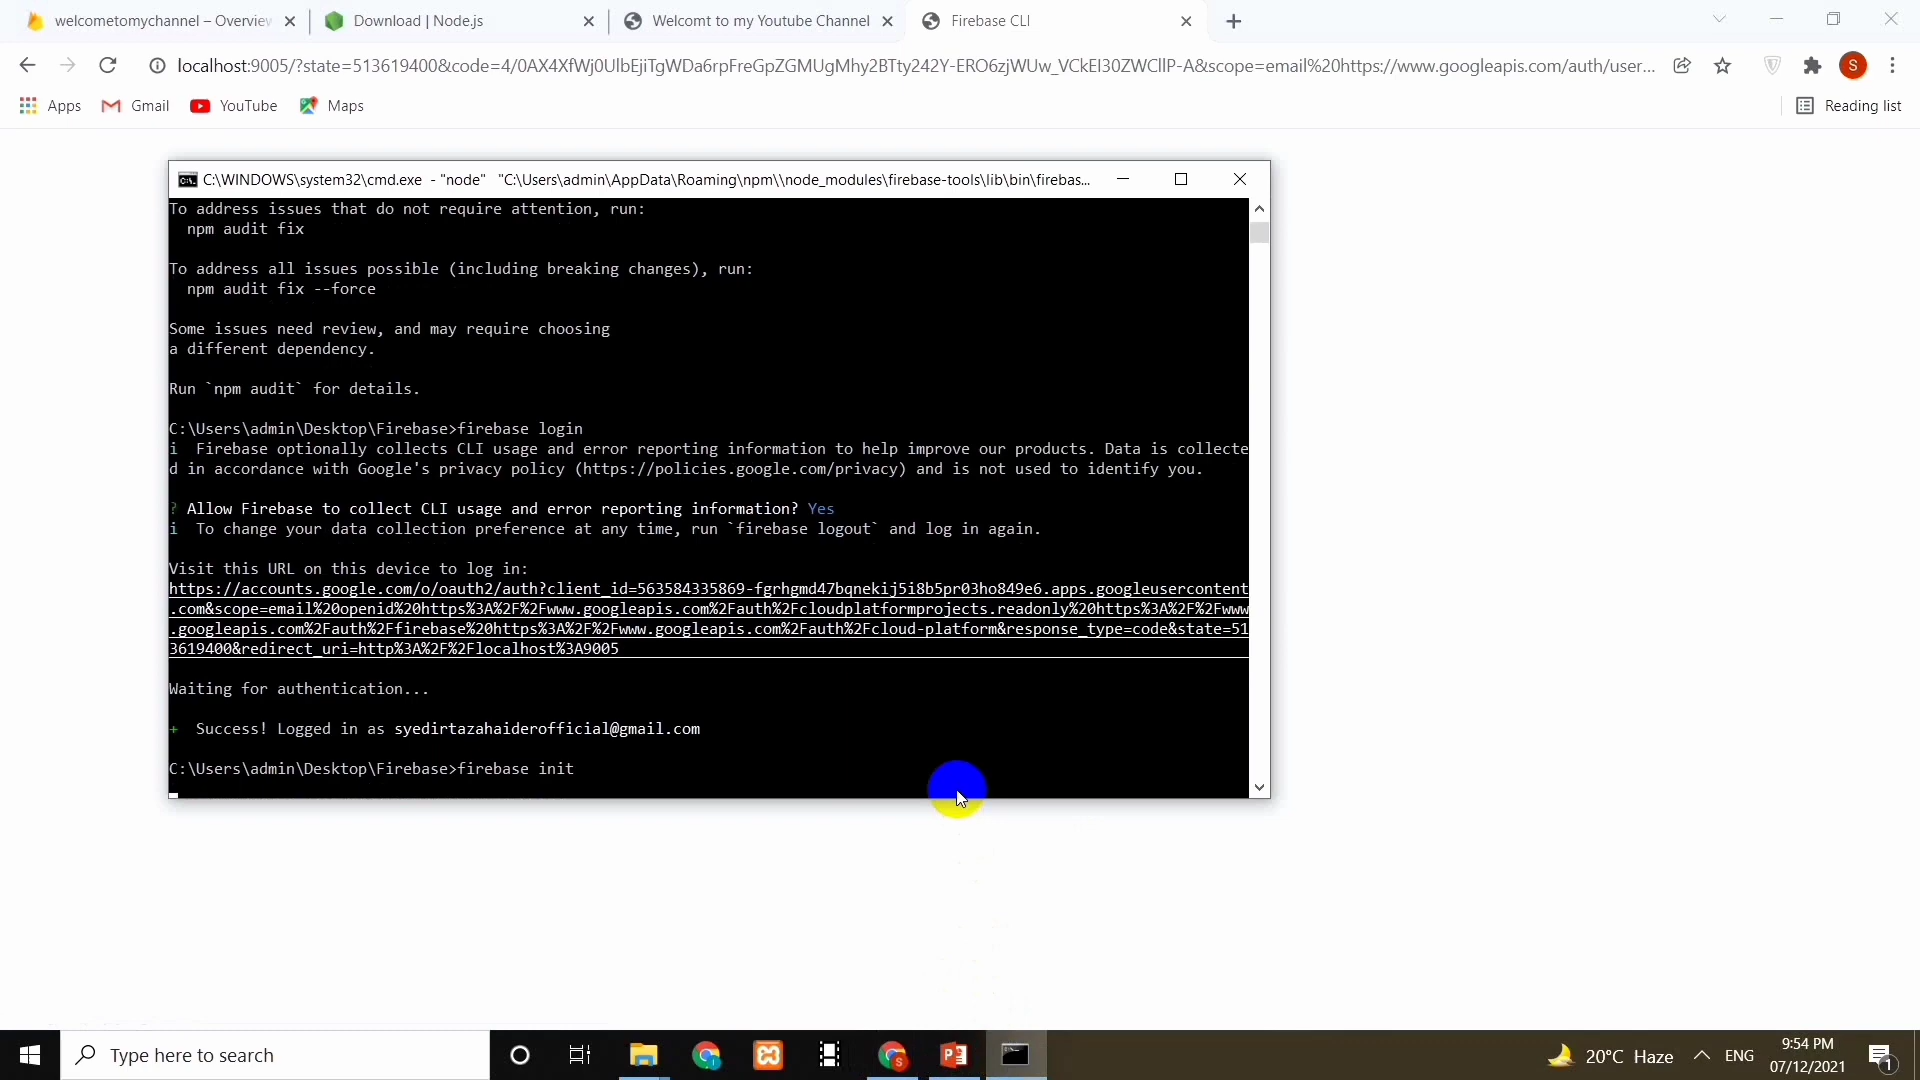 welcometomychannel – Overview
Download | Node.js
Welcomt to my Youtube Channel
Firebase CLI
localhost:9005/?state=513619400&code=4/0AX4XfWj0UlbEjiTgWDa6rpFreGpZGMUgMhy2BTty242Y-ERO6zjWUw_VCkEI30ZWCllP-A&scope=email%20https://www.googleapis.com/auth/user...
S
Apps
Gmail
YouTube
Maps
Reading list
C:\WINDOWS\system32\cmd.exe - "node" "C:\Users\admin\AppData\Roaming\npm\\node_modules\firebase-tools\lib\bin\firebas...
To address issues that do not require attention, run:
npm audit fix
To address all issues possible (including breaking changes), run:
npm audit fix --force
Some issues need review, and may require choosing
a different dependency.
Run `npm audit` for details.
C:\Users\admin\Desktop\Firebase>firebase login
i Firebase optionally collects CLI usage and error reporting information to help improve our products. Data is collecte
d in accordance with Google's privacy policy (https://policies.google.com/privacy) and is not used to identify you.
? Allow Firebase to collect CLI usage and error reporting information? Yes
i To change your data collection preference at any time, run `firebase logout` and log in again.
Visit this URL on this device to log in:
https://accounts.google.com/o/oauth2/auth?client_id=563584335869-fgrhgmd47bqnekij5i8b5pr03ho849e6.apps.googleusercontent
.com&scope=email%20openid%20https%3A%2F%2Fwww.googleapis.com%2Fauth%2Fcloudplatformprojects.readonly%20https%3A%2F%2Fwww
.googleapis.com%2Fauth%2Ffirebase%20https%3A%2F%2Fwww.googleapis.com%2Fauth%2Fcloud-platform&response_type=code&state=51
3619400&redirect_uri=http%3A%2F%2Flocalhost%3A9005
Waiting for authentication...
+ Success! Logged in as syedirtazahaiderofficial@gmail.com
C:\Users\admin\Desktop\Firebase>firebase init
Type here to search
20°C Haze
ENG
9:54 PM
07/12/2021
1